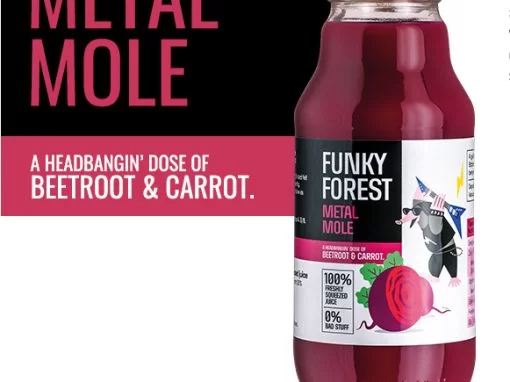 METAL
MOLE
A HEADBANGIN' DOSE OF
BEETROOT & CARROT.
FUNKY
FOREST
METAL
MOLE
A HEADBANGIN' DOSE OF
BEETROOT & CARROT.
100%
FRESHLY
SQUEEZED
JUICE
0%
BAD STUFF